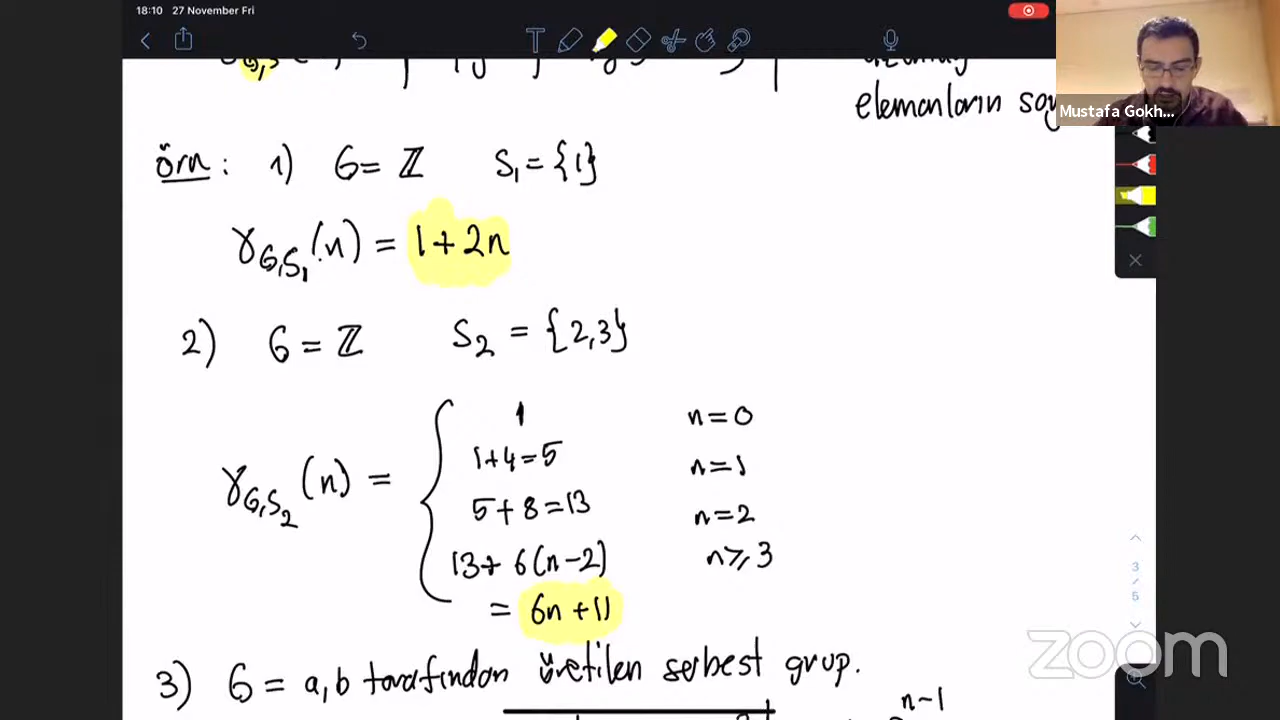 18:10 27 November Fri
elemanların
Mustafa Gokh...
Örn: 1) G = ℤ S₁ = {1}
γ_{G,S₁}(n) = 1+2n
2) G = ℤ S₂ = {2,3}
γ_{G,S₂}(n) =
1 n=0
1+4=5 n=1
5+8=13 n=2
13+6(n-2) n≥3
= 6n+11
3) G = a,b tarafından üretilen serbest grup.
n-1
3
/
5
zoom